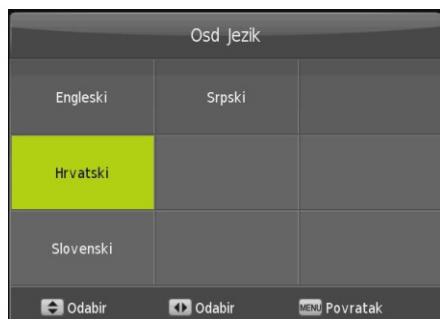 Osd Jezik
Engleski Srpski
Hrvatski
Slovenski
Odabir Odabir MENU Povratak